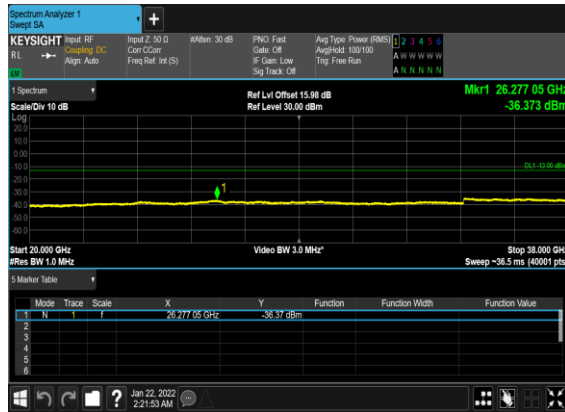 Spectrum Analyzer 1
Swept SA
+
KEYSIGHT Input: RF Input Z: 50 Ω #Atten: 30 dB PNO: Fast Avg Type: Power (RMS) 1 2 3 4 5 6
RL Coupling: DC Corr CCorr Gate: Off Avg|Hold: 100/100 A W W W W W
Align: Auto Freq Ref: Int (S) IF Gain: Low Trig: Free Run
Sig Track: Off A N N N N N
1 Spectrum Ref Lvl Offset 15.98 dB Mkr1 26.277 05 GHz
Scale/Div 10 dB Ref Level 30.00 dBm -36.373 dBm
Log
20.0
10.0
0.00
-10.0 DL1 -13.00 dBm
-20.0
-30.0 1
-40.0
-50.0
-60.0
Start 20.000 GHz Video BW 3.0 MHz* Stop 38.000 GHz
#Res BW 1.0 MHz Sweep ~36.5 ms (40001 pts)
5 Marker Table
Mode Trace Scale X Y Function Function Width Function Value
1 N 1 f 26.277 05 GHz -36.37 dBm
2
3
4
5
6
? Jan 22, 2022
2:21:53 AM